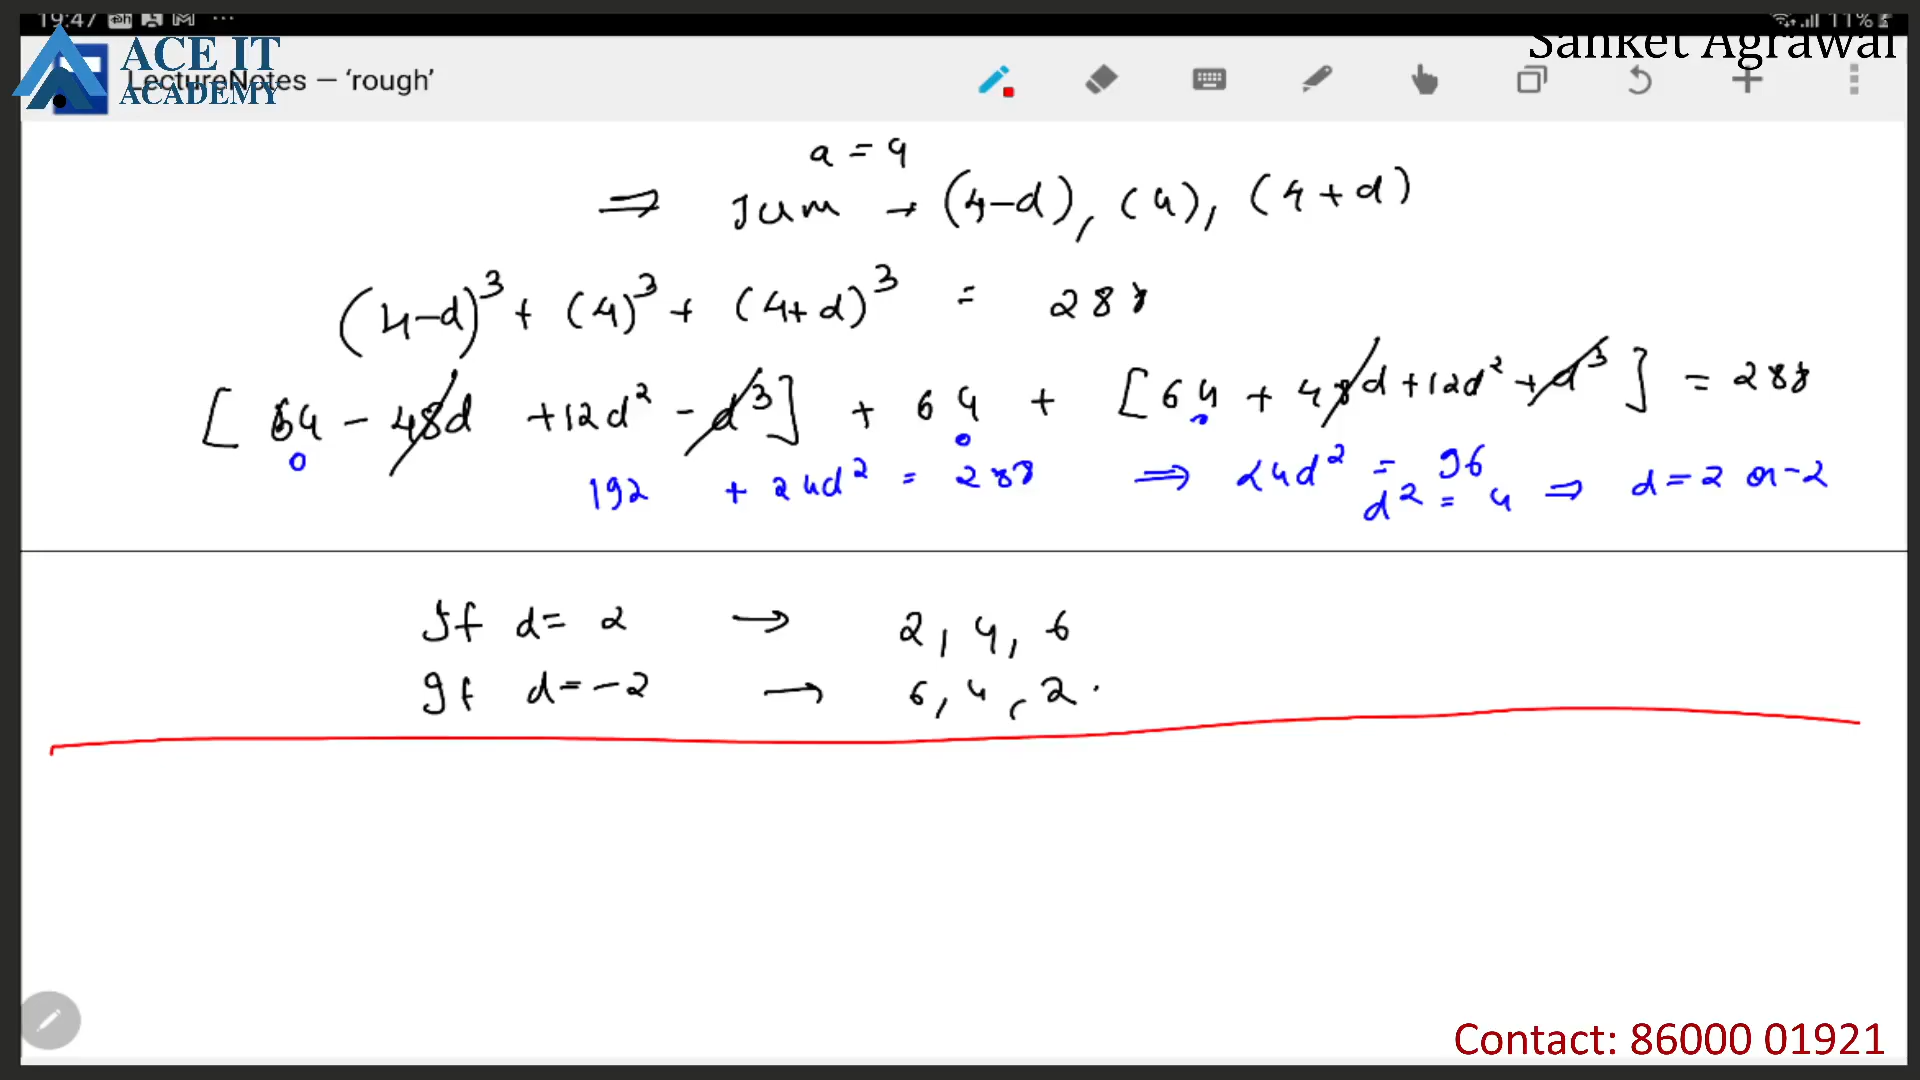 19:47 ... 11%
ACE IT
ACADEMY
LectureNotes — ‘rough’
Sanket Agrawal
a = 4
⇒ → (4-d), (4), (4+d)
(4-d)³ + (4)³ + (4+d)³ = 288
[64 - 48d + 12d² - d³] + 64 + [64 + 48d + 12d² + d³] = 288
192 + 24d² = 288 ⇒ 24d² = 96
d² = 4 ⇒ d = 2 or -2
If d = 2 → 2, 4, 6
If d = -2 → 6, 4, 2.
Contact: 86000 01921